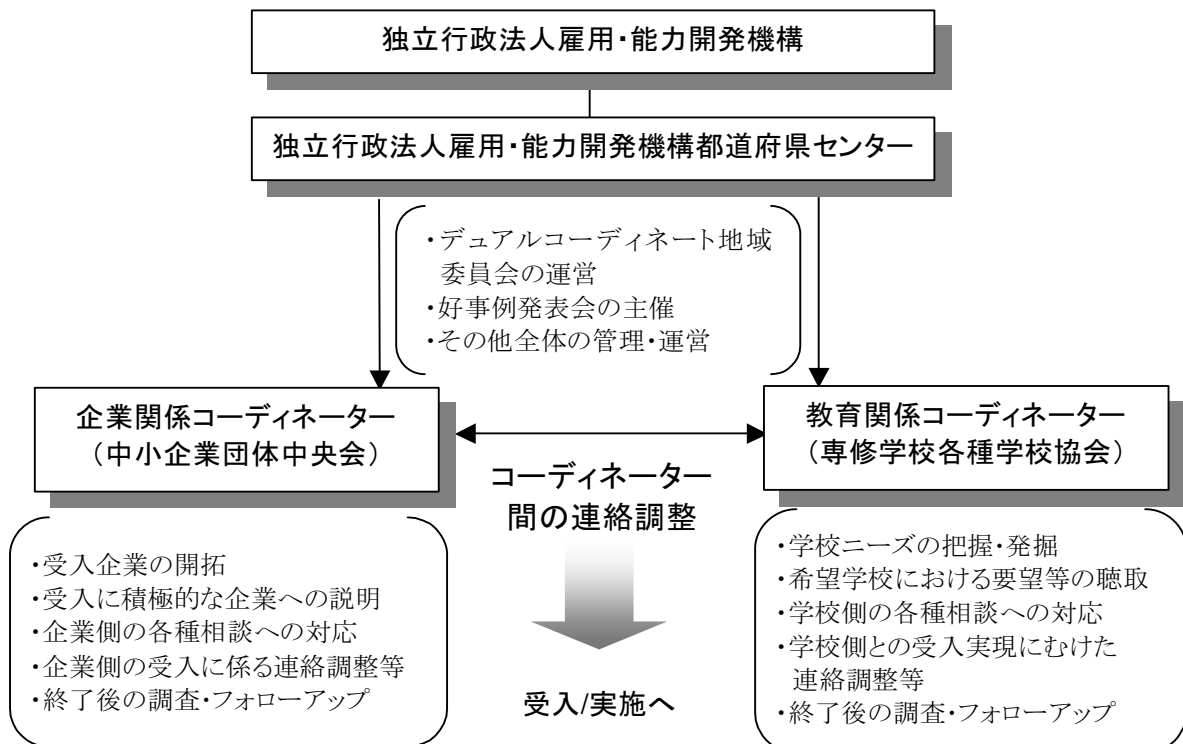 独立行政法人雇用・能力開発機構
独立行政法人雇用・能力開発機構都道府県センター
・デュアルコーディネート地域
委員会の運営
・好事例発表会の主催
・その他全体の管理・運営
企業関係コーディネーター
（中小企業団体中央会）
教育関係コーディネーター
（専修学校各種学校協会）
コーディネーター
間の連絡調整
・受入企業の開拓
・受入に積極的な企業への説明
・企業側の各種相談への対応
・企業側の受入に係る連絡調整等
・終了後の調査・フォローアップ
・学校ニーズの把握・発掘
・希望学校における要望等の聴取
・学校側の各種相談への対応
・学校側との受入実現にむけた
連絡調整等
・終了後の調査・フォローアップ
受入/実施へ